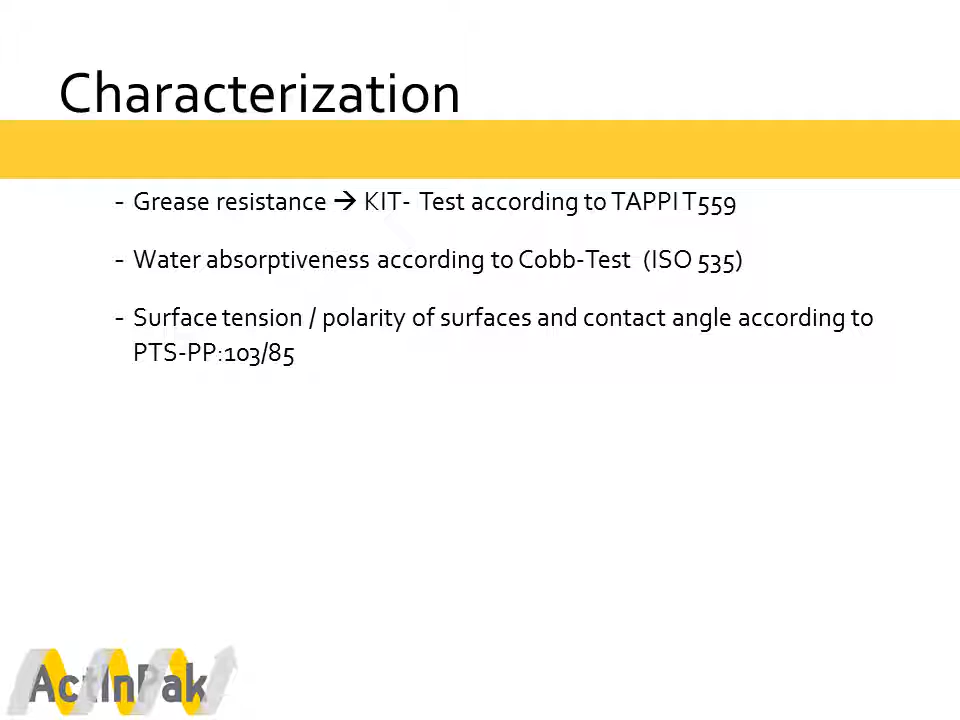 Characterization
- Grease resistance → KIT- Test according to TAPPI T559
- Water absorptiveness according to Cobb-Test (ISO 535)
- Surface tension / polarity of surfaces and contact angle according to
PTS-PP:103/85
ActInPak